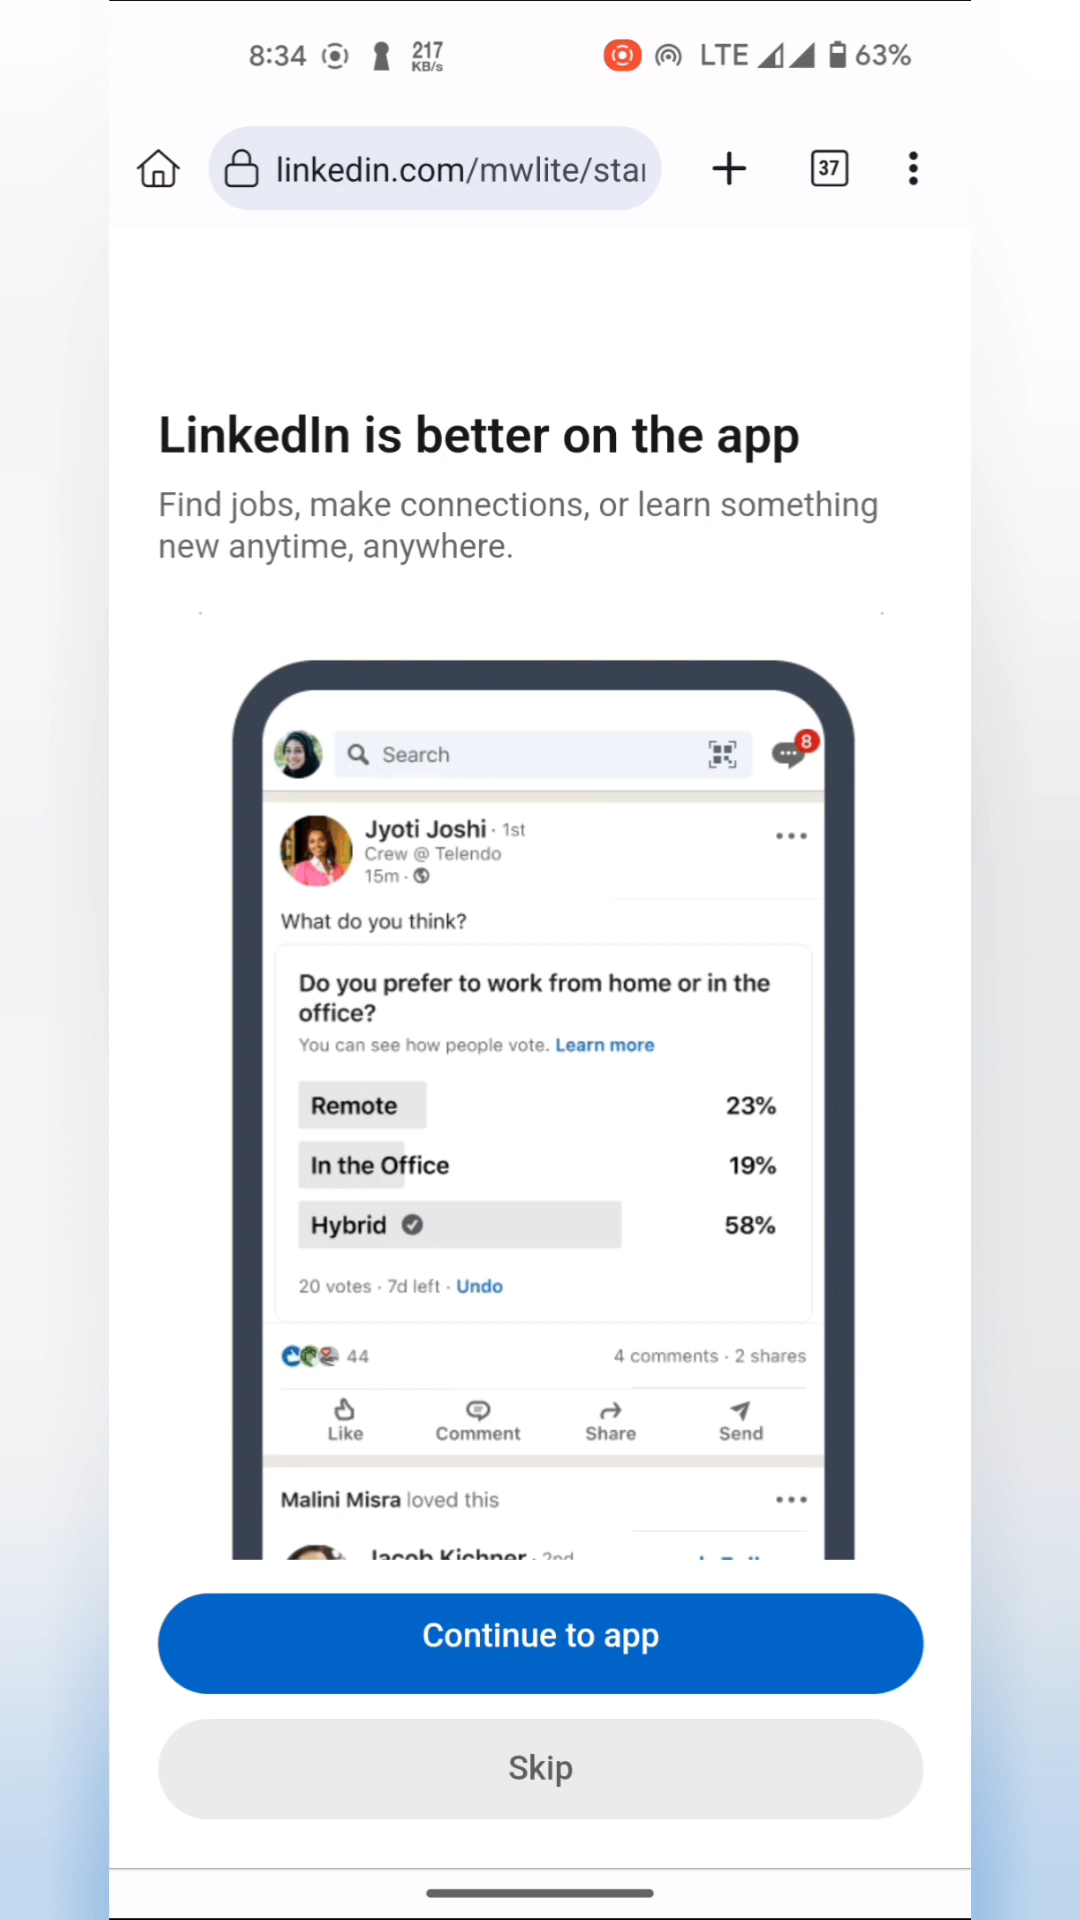 8:34 217 KB/s LTE 63%
linkedin.com/mwlite/star
37
LinkedIn is better on the app
Find jobs, make connections, or learn something
new anytime, anywhere.
Search
8
Jyoti Joshi · 1st
Crew @ Telendo
15m ·
What do you think?
Do you prefer to work from home or in the
office?
You can see how people vote. Learn more
Remote 23%
In the Office 19%
Hybrid 58%
20 votes · 7d left · Undo
44 4 comments · 2 shares
Like Comment Share Send
Malini Misra loved this
Jacob Kichner · 2nd
Continue to app
Skip